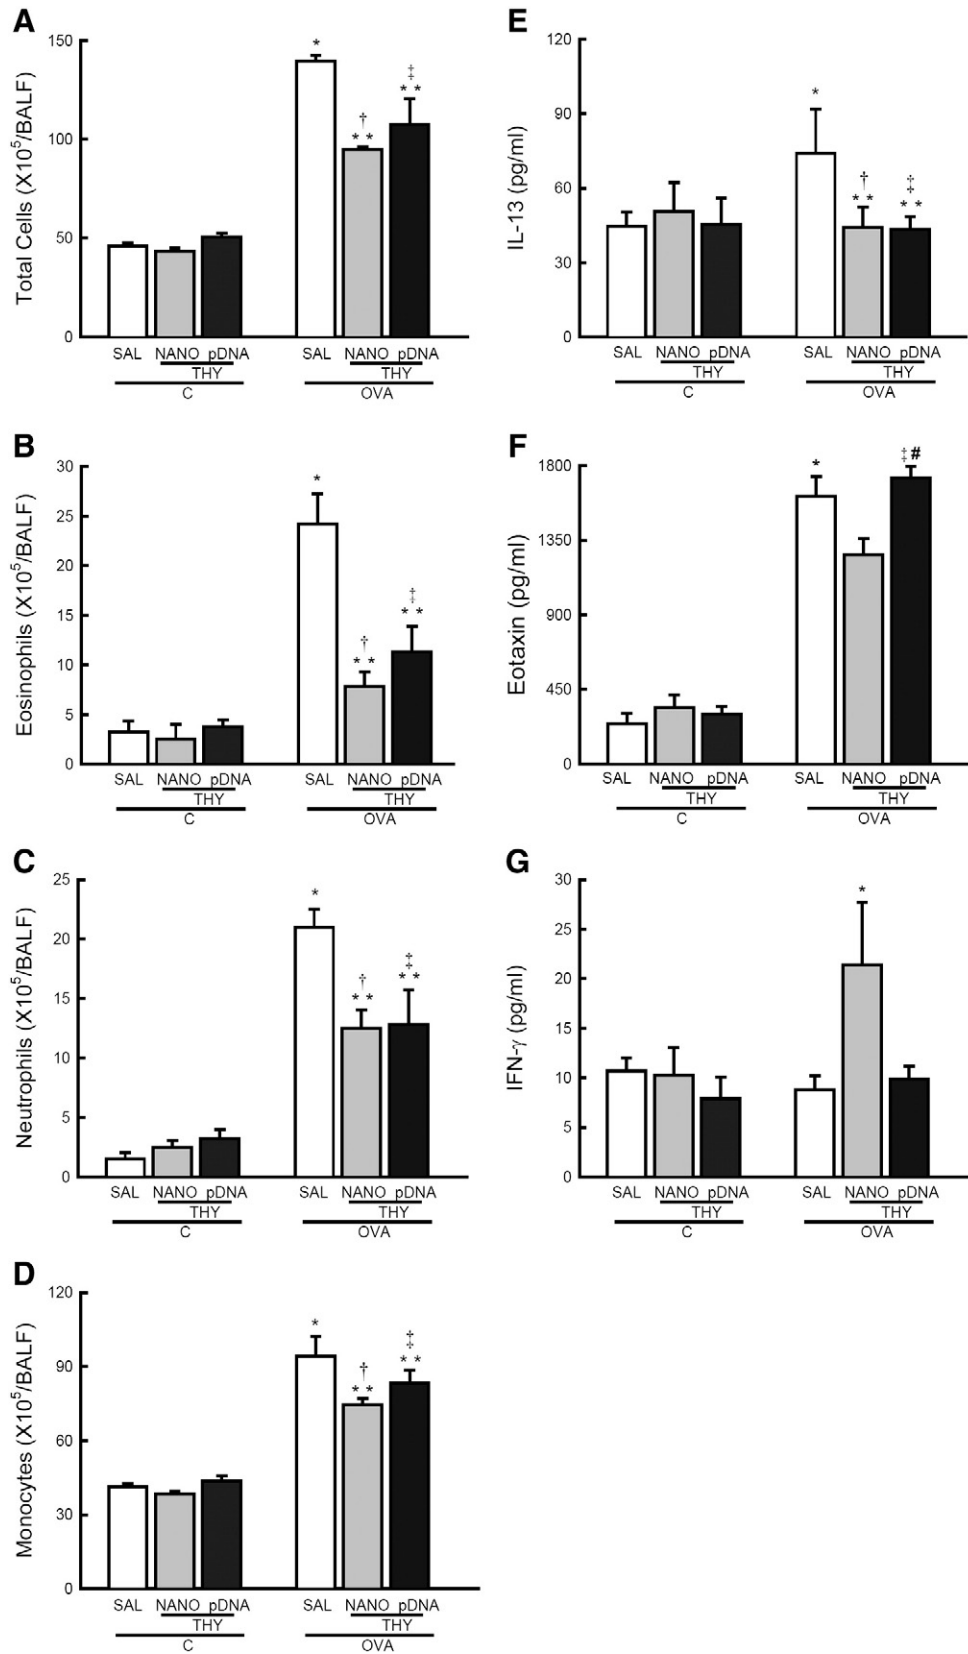 A
Total Cells (X10⁵/BALF)
150
100
50
0
*
†
* *
‡
* *
SAL NANO pDNA SAL NANO pDNA
THY THY
C OVA
B
Eosinophils (X10⁵/BALF)
30
25
20
15
10
5
0
*
†
* *
‡
* *
SAL NANO pDNA SAL NANO pDNA
THY THY
C OVA
C
Neutrophils (X10⁵/BALF)
25
20
15
10
5
0
*
†
* *
‡
* *
SAL NANO pDNA SAL NANO pDNA
THY THY
C OVA
D
Monocytes (X10⁵/BALF)
120
90
60
30
0
*
†
* *
‡
* *
SAL NANO pDNA SAL NANO pDNA
THY THY
C OVA
E
IL-13 (pg/ml)
120
90
60
30
0
*
†
* *
‡
* *
SAL NANO pDNA SAL NANO pDNA
THY THY
C OVA
F
Eotaxin (pg/ml)
1800
1350
900
450
0
*
‡#
SAL NANO pDNA SAL NANO pDNA
THY THY
C OVA
G
IFN-γ (pg/ml)
30
25
20
15
10
5
0
*
SAL NANO pDNA SAL NANO pDNA
THY THY
C OVA